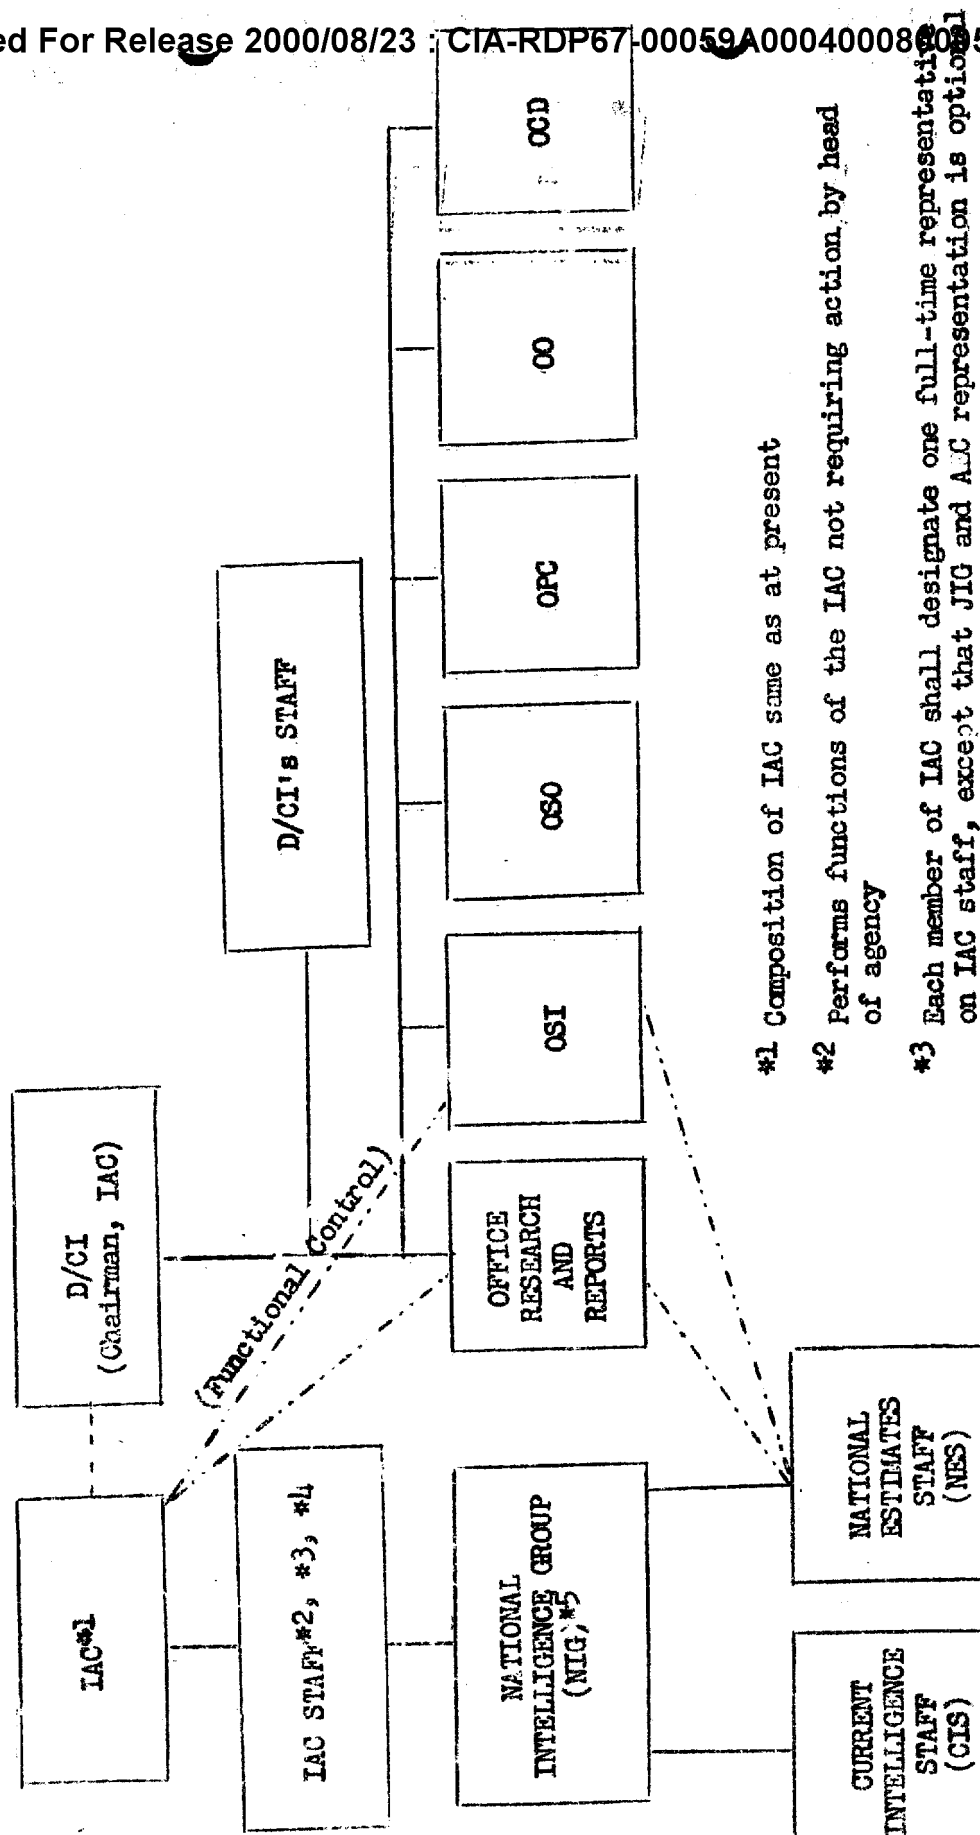 ed For Release 2000/08/23 : CIA-RDP67-00059A0004000800
IAC*1
D/CI
(Chairman, IAC)
IAC STAFF*2, *3, *4
D/CI's STAFF
(Functional Control)
NATIONAL
INTELLIGENCE GROUP
(NIG)*5
OFFICE
RESEARCH
AND
REPORTS
OSI
OSO
OPC
OO
OCD
CURRENT
INTELLIGENCE
STAFF
(CIS)
NATIONAL
ESTIMATES
STAFF
(NES)
*1 Composition of IAC same as at present
*2 Performs functions of the IAC not requiring action by head
of agency
*3 Each member of IAC shall designate one full-time representative
on IAC staff, except that JIG and representation is optional